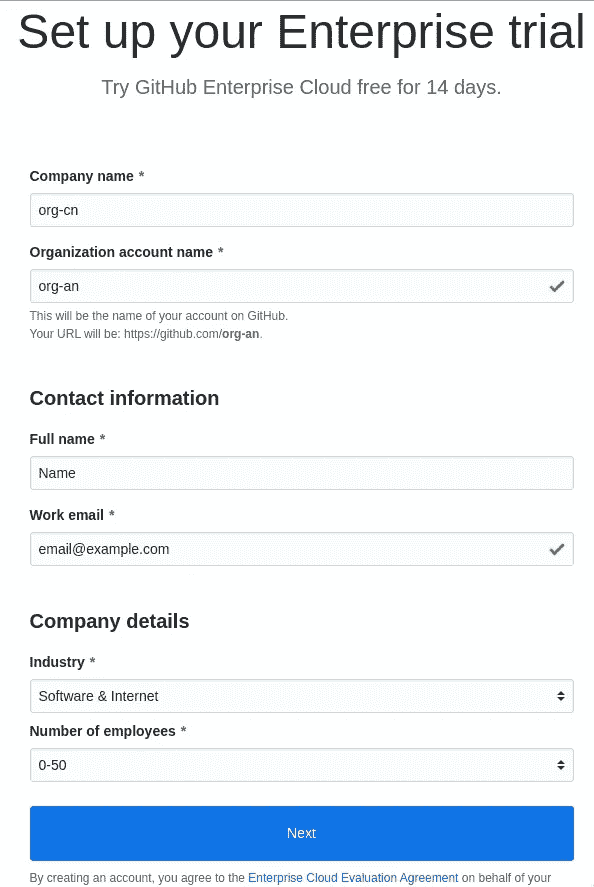 Set up your Enterprise trial
Try GitHub Enterprise Cloud free for 14 days.
Company name *
org-cn
Organization account name *
org-an
This will be the name of your account on GitHub.
Your URL will be: https://github.com/org-an.
Contact information
Full name *
Name
Work email *
email@example.com
Company details
Industry *
Software & Internet
Number of employees *
0-50
Next
By creating an account, you agree to the Enterprise Cloud Evaluation Agreement on behalf of your